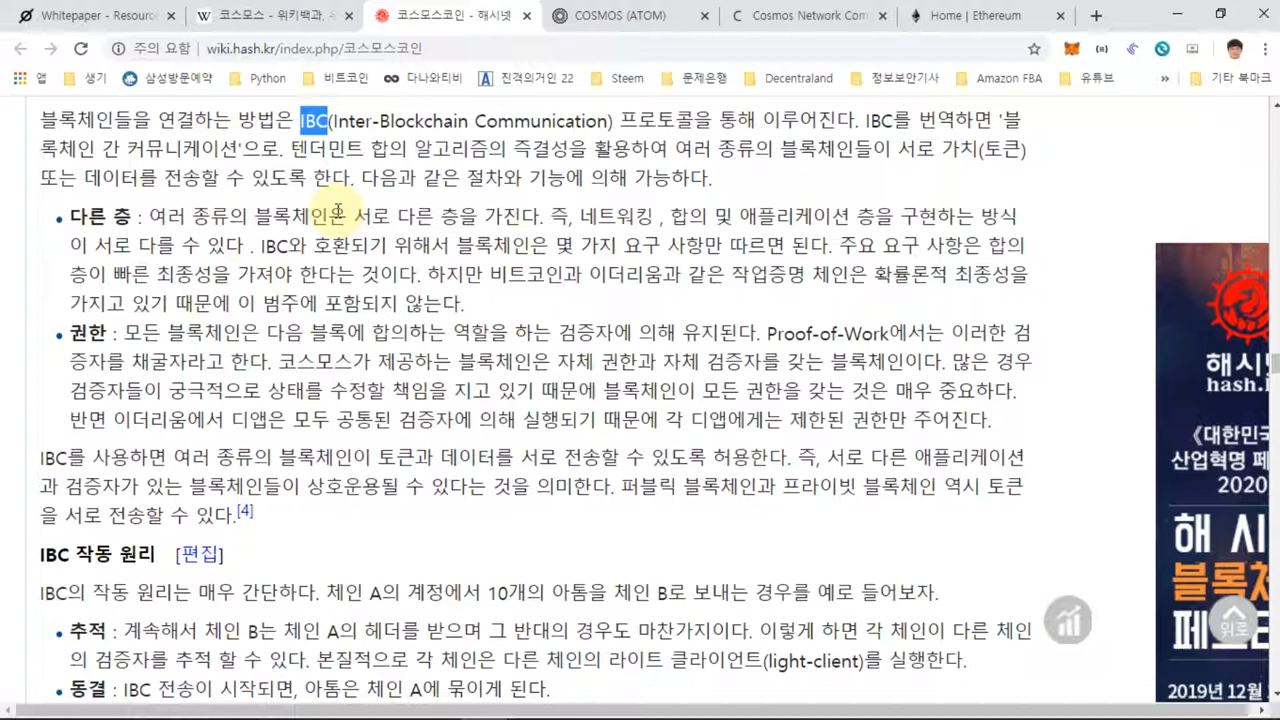 Whitepaper - Resource
코스모스 - 위키백과, 우
코스모스코인 - 해시넷
COSMOS (ATOM)
Cosmos Network Com
Home | Ethereum
주의 요함
wiki.hash.kr/index.php/코스모스코인
앱
생기
삼성방문예약
Python
비트코인
다나와티비
진격의거인 22
Steem
문제은행
Decentraland
정보보안기사
Amazon FBA
유튜브
»
기타 북마크
블록체인들을 연결하는 방법은 IBC(Inter-Blockchain Communication) 프로토콜을 통해 이루어진다. IBC를 번역하면 '블
록체인 간 커뮤니케이션'으로. 텐더민트 합의 알고리즘의 즉결성을 활용하여 여러 종류의 블록체인들이 서로 가치(토큰)
또는 데이터를 전송할 수 있도록 한다. 다음과 같은 절차와 기능에 의해 가능하다.
• 다른 층 : 여러 종류의 블록체인은 서로 다른 층을 가진다. 즉, 네트워킹 , 합의 및 애플리케이션 층을 구현하는 방식
이 서로 다를 수 있다 . IBC와 호환되기 위해서 블록체인은 몇 가지 요구 사항만 따르면 된다. 주요 요구 사항은 합의
층이 빠른 최종성을 가져야 한다는 것이다. 하지만 비트코인과 이더리움과 같은 작업증명 체인은 확률론적 최종성을
가지고 있기 때문에 이 범주에 포함되지 않는다.
• 권한 : 모든 블록체인은 다음 블록에 합의하는 역할을 하는 검증자에 의해 유지된다. Proof-of-Work에서는 이러한 검
증자를 채굴자라고 한다. 코스모스가 제공하는 블록체인은 자체 권한과 자체 검증자를 갖는 블록체인이다. 많은 경우
검증자들이 궁극적으로 상태를 수정할 책임을 지고 있기 때문에 블록체인이 모든 권한을 갖는 것은 매우 중요하다.
반면 이더리움에서 디앱은 모두 공통된 검증자에 의해 실행되기 때문에 각 디앱에게는 제한된 권한만 주어진다.
IBC를 사용하면 여러 종류의 블록체인이 토큰과 데이터를 서로 전송할 수 있도록 허용한다. 즉, 서로 다른 애플리케이션
과 검증자가 있는 블록체인들이 상호운용될 수 있다는 것을 의미한다. 퍼블릭 블록체인과 프라이빗 블록체인 역시 토큰
을 서로 전송할 수 있다.[4]
IBC 작동 원리 [편집]
IBC의 작동 원리는 매우 간단하다. 체인 A의 계정에서 10개의 아톰을 체인 B로 보내는 경우를 예로 들어보자.
• 추적 : 계속해서 체인 B는 체인 A의 헤더를 받으며 그 반대의 경우도 마찬가지이다. 이렇게 하면 각 체인이 다른 체인
의 검증자를 추적 할 수 있다. 본질적으로 각 체인은 다른 체인의 라이트 클라이언트(light-client)를 실행한다.
• 동결 : IBC 전송이 시작되면, 아톰은 체인 A에 묶이게 된다.
해시넷
hash.k
《대한민국
산업혁명 페
2020
해 시
블록체
페
위로
2019년 12월